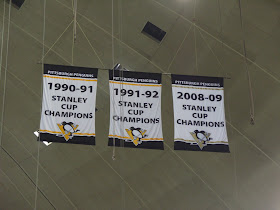 PITTSBURGH PENGUINS
1990-91
STANLEY
CUP
CHAMPIONS
PITTSBURGH PENGUINS
1991-92
STANLEY
CUP
CHAMPIONS
PITTSBURGH PENGUINS
2008-09
STANLEY
CUP
CHAMPIONS